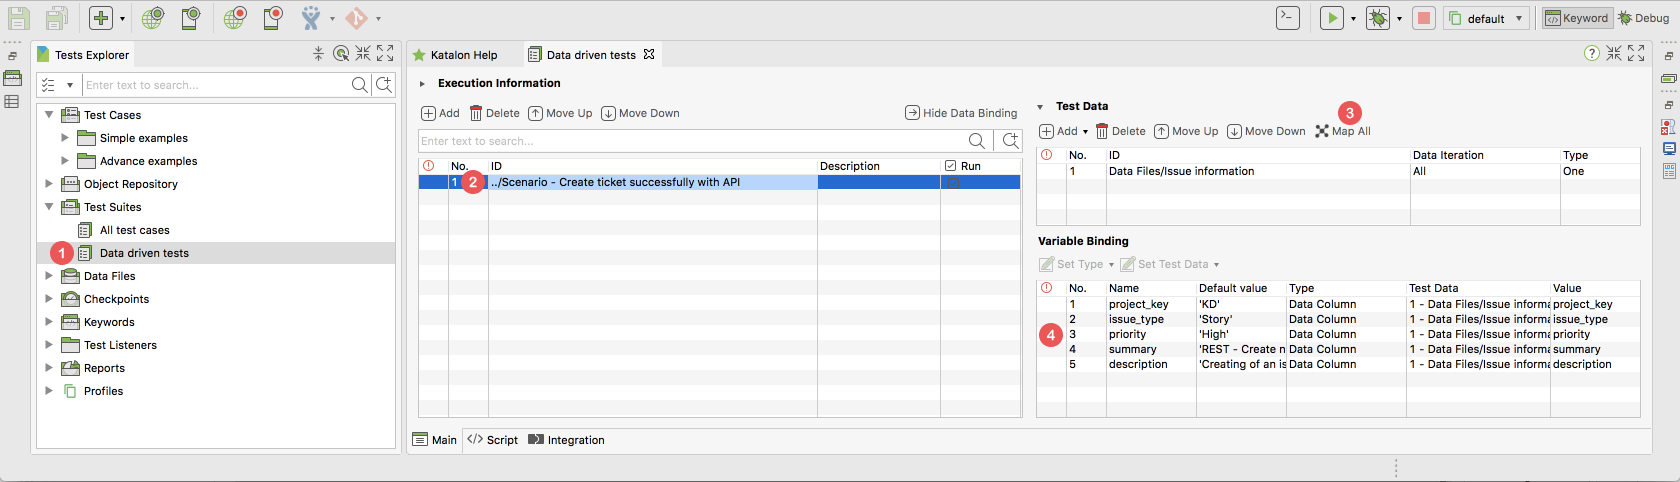 default
Keyword
Debug
Tests Explorer
Katalon Help
Data driven tests
Enter text to search...
Test Cases
Simple examples
Advance examples
Object Repository
Test Suites
All test cases
1
Data driven tests
Data Files
Checkpoints
Keywords
Test Listeners
Reports
Profiles
Execution Information
Add
Delete
Move Up
Move Down
Hide Data Binding
Enter text to search...
No. ID Description Run
1 2 ../Scenario - Create ticket successfully with API
Main
Script
Integration
Test Data
3
Add
Delete
Move Up
Move Down
Map All
No. ID Data Iteration Type
1 Data Files/Issue information All One
Variable Binding
Set Type
Set Test Data
No. Name Default value Type Test Data Value
1 project_key 'KD' Data Column 1 - Data Files/Issue informa project_key
2 issue_type 'Story' Data Column 1 - Data Files/Issue informa issue_type
4
3 priority 'High' Data Column 1 - Data Files/Issue informa priority
4 summary 'REST - Create n Data Column 1 - Data Files/Issue informa summary
5 description 'Creating of an is Data Column 1 - Data Files/Issue informa description